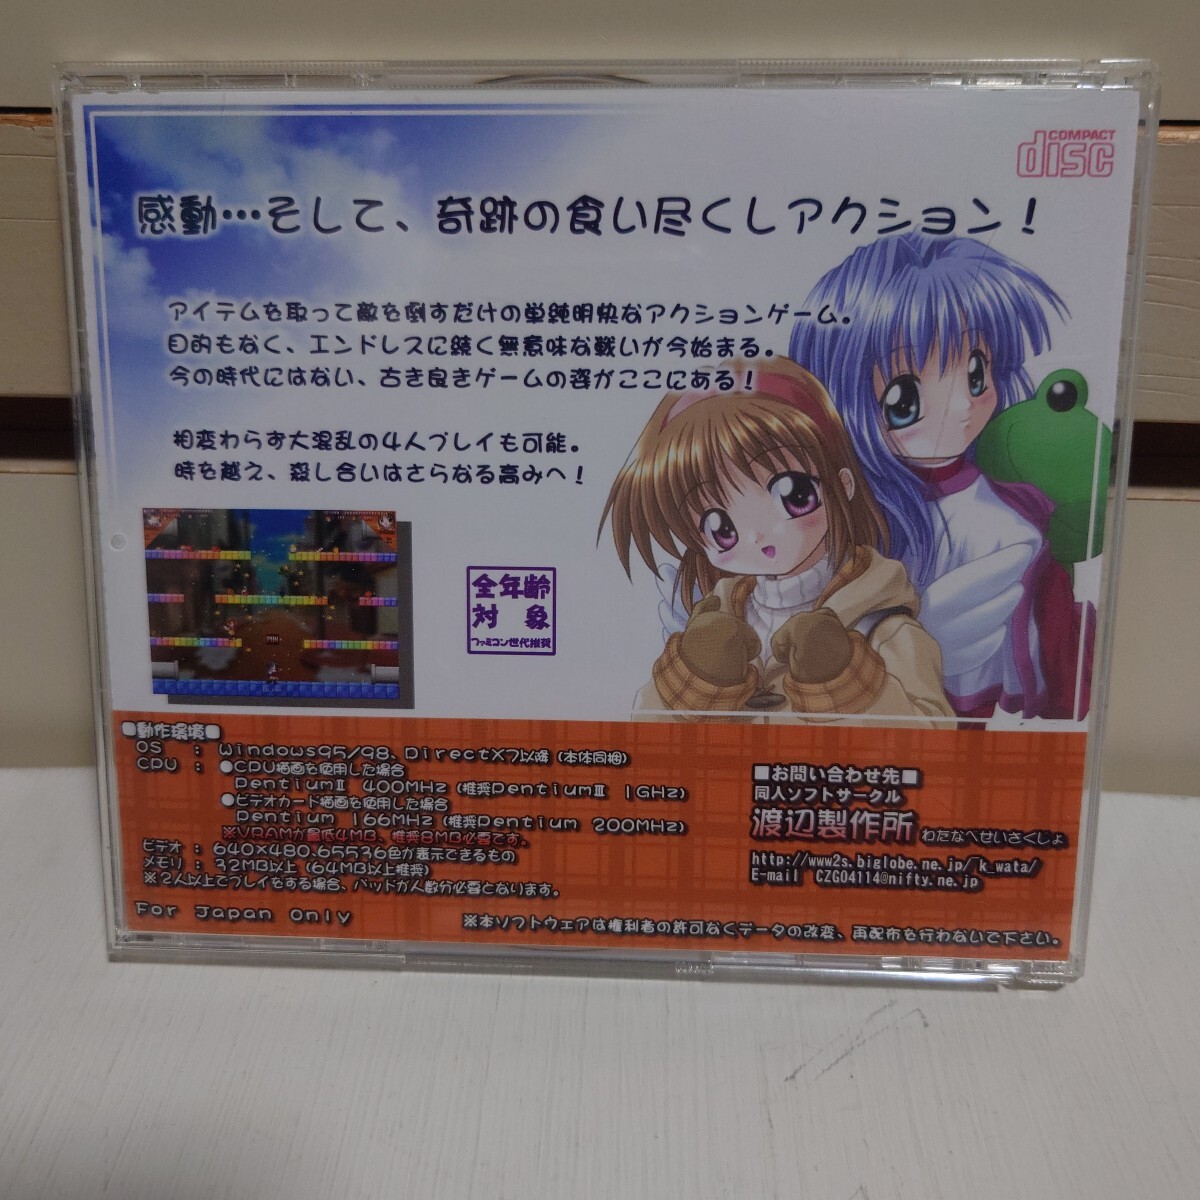 COMPACT
disc
感動…そして、奇跡の食い尽くしアクション！
アイテムを取って敵を倒すだけの単純明快なアクションゲーム。
目的もなく、エンドレスに続く無意味な戦いが今始まる。
今の時代にはない、古き良きゲームの姿がここにある！
相変わらず大混乱の４人プレイも可能。
時を越え、殺し合いはさらなる高みへ！
全年齢
対象
ファミコン世代推奨
■動作環境■
OS : Windows95/98、DirectX7以降 (本体同梱)
CPU : ●CPU描画を使用した場合
PentiumⅡ 400MHz (推奨PentiumⅢ 1GHz)
●ビデオカード描画を使用した場合
Pentium 166MHz (推奨Pentium 200MHz)
※VRAMが最低4MB、推奨8MB必要です。
ビデオ : 640×480、65536色が表示できるもの
メモリ : 32MB以上 (64MB以上推奨)
※2人以上でプレイをする場合、パッドが人数分必要となります。
For Japan Only
■お問い合わせ先■
同人ソフトサークル
渡辺製作所 わたなべせいさくしょ
http://www2s.biglobe.ne.jp/~k_wata/
E-mail CZG04114@nifty.ne.jp
※本ソフトウェアは権利者の許可なくデータの改変、再配布を行わないで下さい。